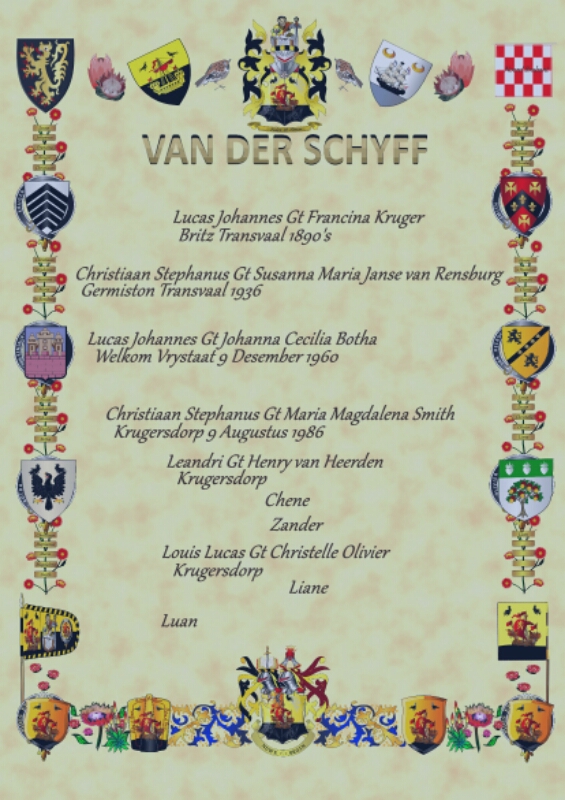 VAN DER SCHYFF
Lucas Johannes Gt Francina Kruger
Britz Transvaal 1890's
Christiaan Stephanus Gt Susanna Maria Janse van Rensburg
Germiston Transvaal 1936
Lucas Johannes Gt Johanna Cecilia Botha
Welkom Vrystaat 9 Desember 1960
Christiaan Stephanus Gt Maria Magdalena Smith
Krugersdorp 9 Augustus 1986
Leandri Gt Henry van Heerden
Krugersdorp
Chene
Zander
Louis Lucas Gt Christelle Olivier
Krugersdorp
Liane
Luan